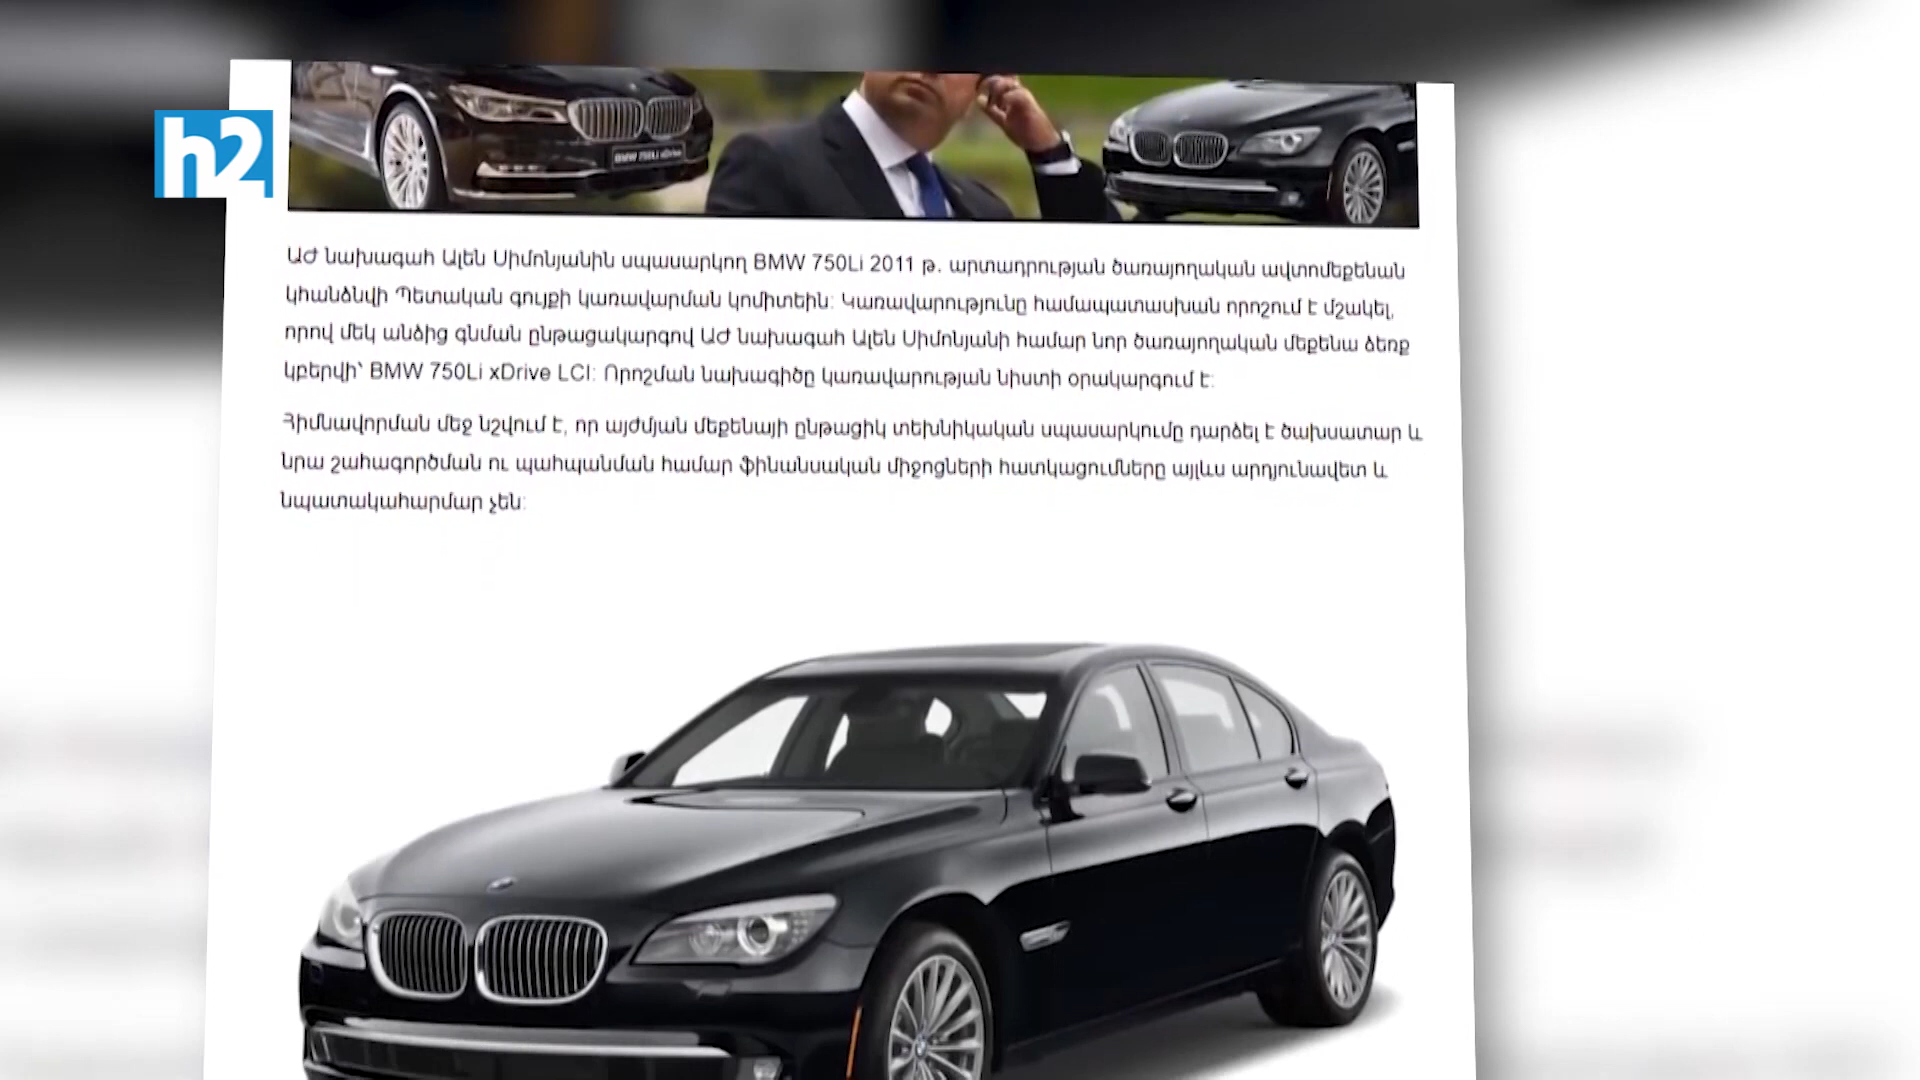 h2
BMW 750Li xDrive
ԱԺ նախագահ Ալեն Սիմոնյանին սպասարկող BMW 750Li 2011 թ. արտադրության ծառայողական ավտոմեքենան
կհանձնվի Պետական գույքի կառավարման կոմիտեին: Կառավարությունը համապատասխան որոշում է մշակել,
որով մեկ անձից գնման ընթացակարգով ԱԺ նախագահ Ալեն Սիմոնյանի համար նոր ծառայողական մեքենա ձեռք
կբերվի՝ BMW 750Li xDrive LCI: Որոշման նախագիծը կառավարության նիստի օրակարգում է:
Հիմնավորման մեջ նշվում է, որ այժմյան մեքենայի ընթացիկ տեխնիկական սպասարկումը դարձել է ծախսատար և
նրա շահագործման ու պահպանման համար ֆինանսական միջոցների հատկացումները այլևս արդյունավետ և
նպատակահարմար չեն: